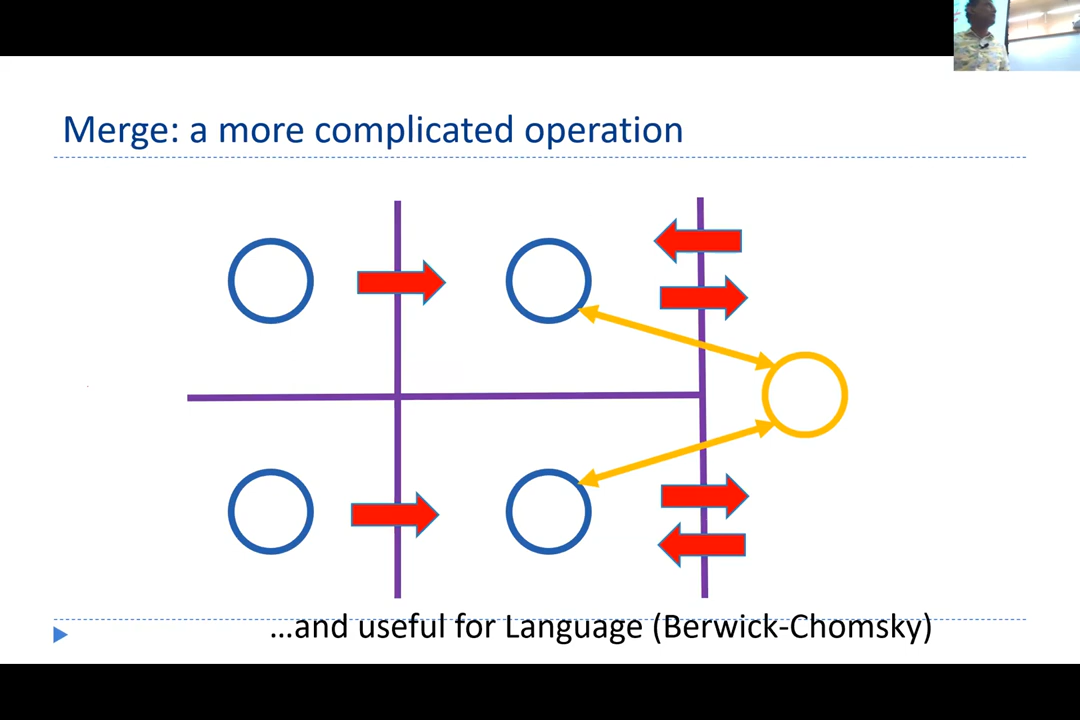 Merge: a more complicated operation
...and useful for Language (Berwick-Chomsky)